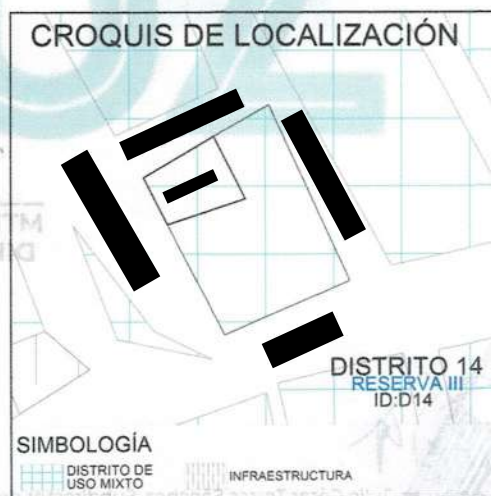 CROQUIS DE LOCALIZACIÓN
DISTRITO 14
RESERVA III
ID:D14
SIMBOLOGÍA
DISTRITO DE
USO MIXTO
INFRAESTRUCTURA